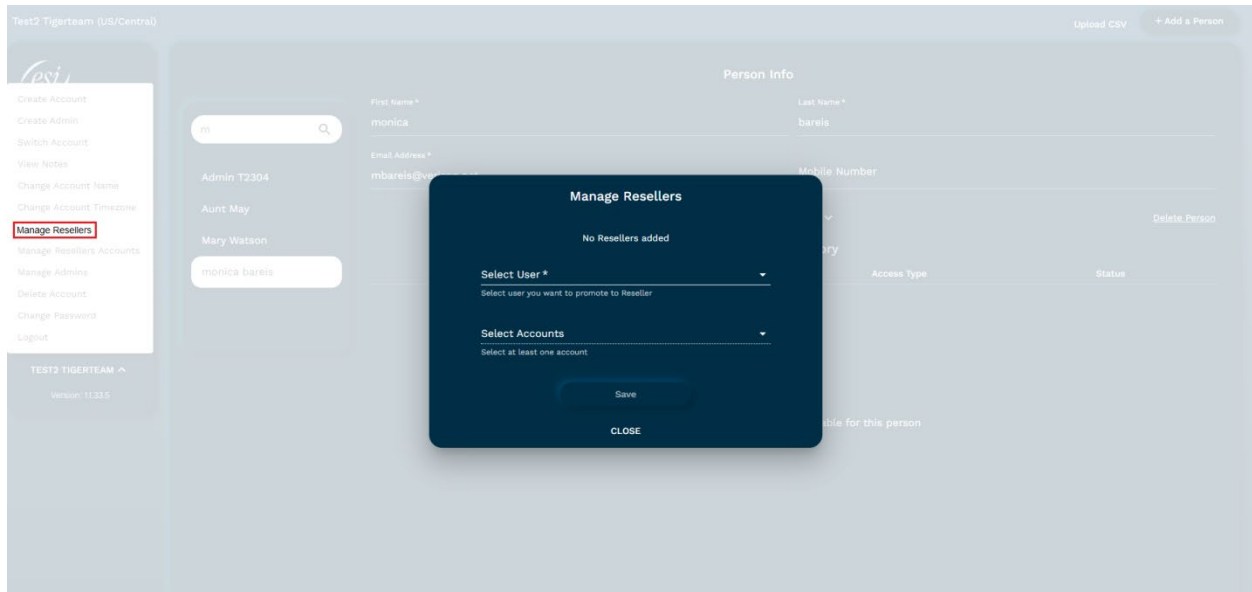 Test2 Tigerteam (US/Central)
Upload CSV
+ Add a Person
esi
Create Account
Create Admin
Switch Account
View Notes
Change Account Name
Change Account Timezone
Manage Resellers
Manage Resellers Accounts
Manage Admins
Delete Account
Change Password
Logout
TEST2 TIGERTEAM
Version: 1.1.33.5
m
Admin T2304
Aunt May
Mary Watson
monica bareis
Person Info
First Name *
monica
Last Name *
bareis
Email Address *
Mobile Number
Delete Person
Access Type
Status
able for this person
Manage Resellers
No Resellers added
Select User *
Select user you want to promote to Reseller
Select Accounts
Select at least one account
Save
CLOSE